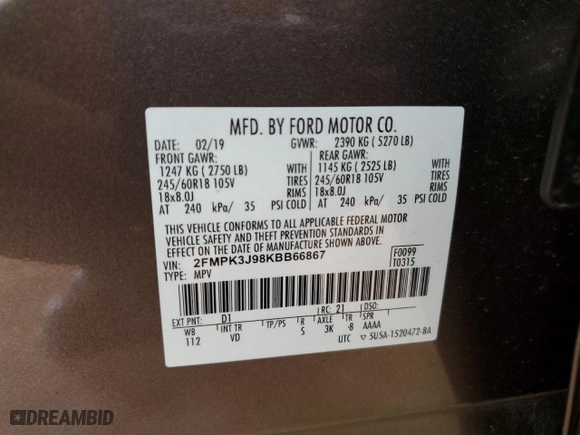 MFD. BY FORD MOTOR CO.
DATE: 02/19 GVWR: 2390 KG ( 5270 LB)
FRONT GAWR: REAR GAWR:
1247 KG ( 2750 LB) WITH 1145 KG ( 2525 LB) WITH
245/60R18 105V TIRES 245/60R18 105V TIRES
18x8.0J RIMS 18x8.0J RIMS
AT 240 kPa/ 35 PSI COLD AT 240 kPa/ 35 PSI COLD
THIS VEHICLE CONFORMS TO ALL APPLICABLE FEDERAL MOTOR
VEHICLE SAFETY AND THEFT PREVENTION STANDARDS IN
EFFECT ON THE DATE OF MANUFACTURE SHOWN ABOVE.
VIN: 2FMPK3J98KBB66867 F0099
TYPE: MPV T0315
EXT PNT: D1 RC: 21 DSO:
WB INT TR TP/PS R AXLE TR SPR
112 VD S 3K .8 AAAA
UTC ▽ 5U5A-1520472-BA
DREAMBID